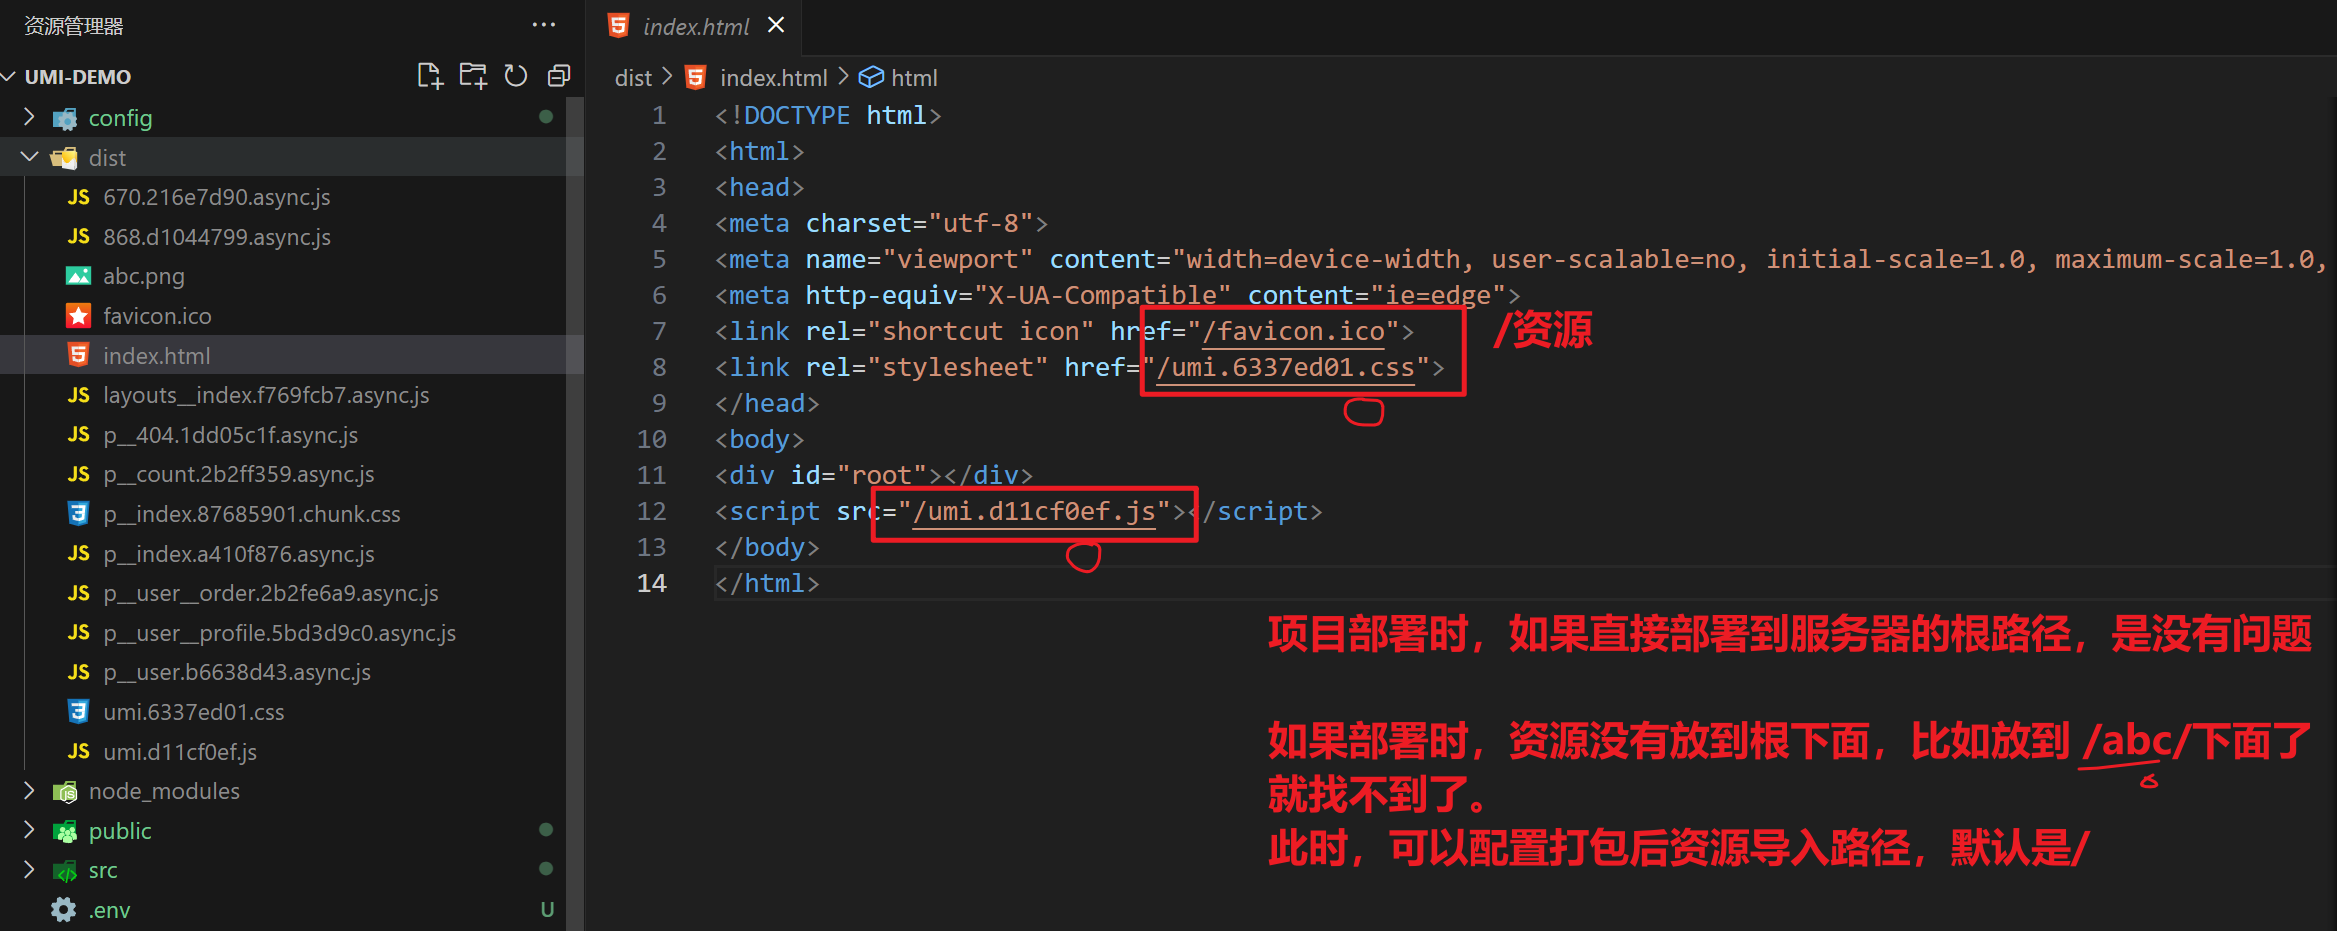 资源管理器
UMI-DEMO
config
dist
670.216e7d90.async.js
868.d1044799.async.js
abc.png
favicon.ico
index.html
layouts__index.f769fcb7.async.js
p__404.1dd05c1f.async.js
p__count.2b2ff359.async.js
p__index.87685901.chunk.css
p__index.a410f876.async.js
p__user__order.2b2fe6a9.async.js
p__user__profile.5bd3d9c0.async.js
p__user.b6638d43.async.js
umi.6337ed01.css
umi.d11cf0ef.js
node_modules
public
src
.env U
index.html
dist > index.html > html
1 <!DOCTYPE html>
2 <html>
3 <head>
4 <meta charset="utf-8">
5 <meta name="viewport" content="width=device-width, user-scalable=no, initial-scale=1.0, maximum-scale=1.0,
6 <meta http-equiv="X-UA-Compatible" content="ie=edge">
7 <link rel="shortcut icon" href="/favicon.ico">
8 <link rel="stylesheet" href="/umi.6337ed01.css">
9 </head>
10 <body>
11 <div id="root"></div>
12 <script src="/umi.d11cf0ef.js"></script>
13 </body>
14 </html>
/资源
项目部署时，如果直接部署到服务器的根路径，是没有问题
如果部署时，资源没有放到根下面，比如放到 /abc/下面了
就找不到了。
此时，可以配置打包后资源导入路径，默认是/